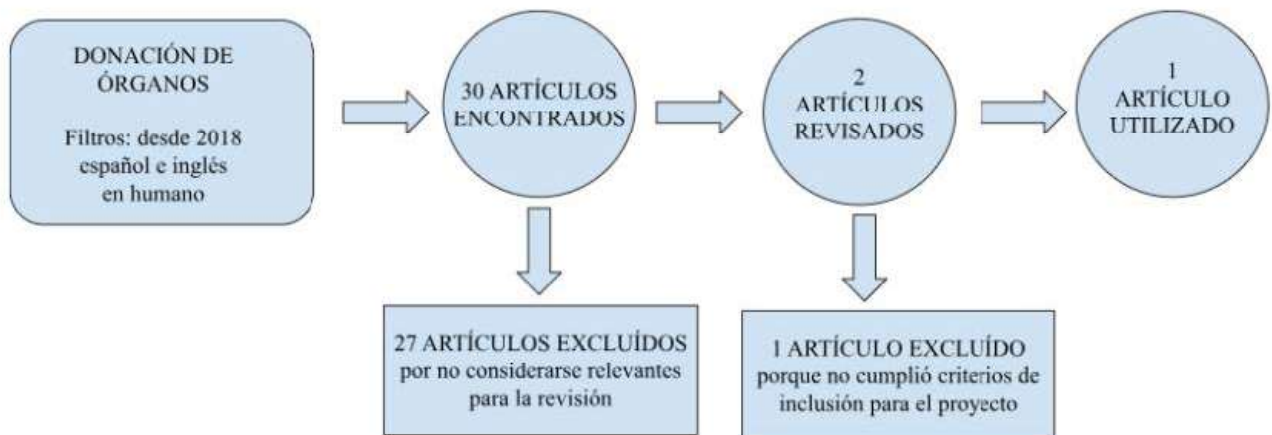 DONACIÓN DE
ÓRGANOS
Filtros: desde 2018
español e inglés
en humano
30 ARTÍCULOS
ENCONTRADOS
2
ARTÍCULOS
REVISADOS
1
ARTÍCULO
UTILIZADO
27 ARTÍCULOS EXCLUÍDOS
por no considerarse relevantes
para la revisión
1 ARTÍCULO EXCLUÍDO
porque no cumplió criterios de
inclusión para el proyecto